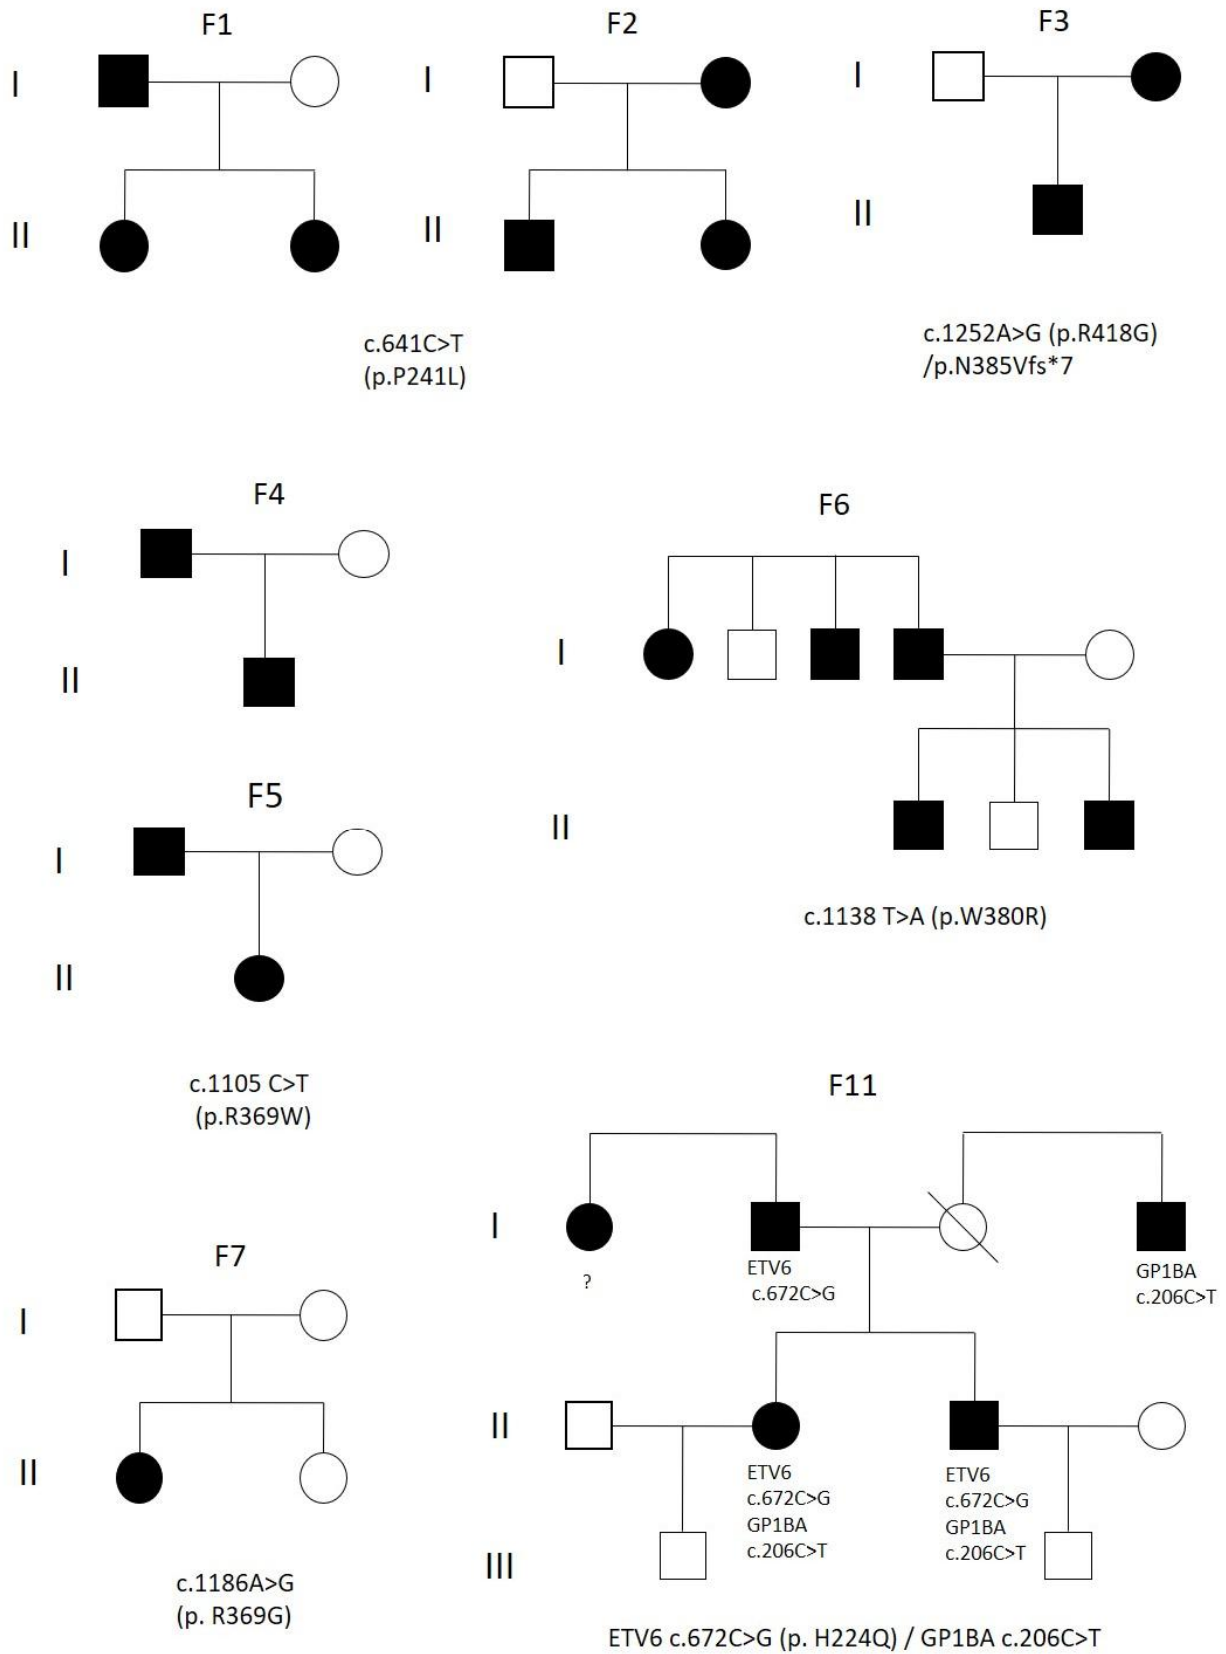 F1
F2
F3
I
I
I
II
II
II
c.641C>T
(p.P241L)
c.1252A>G (p.R418G)
/p.N385Vfs*7
F4
F6
I
I
II
F5
I
II
II
c.1138 T>A (p.W380R)
c.1105 C>T
(p.R369W)
F11
I
?
ETV6
c.672C>G
GP1BA
c.206C>T
F7
I
II
II
ETV6
c.672C>G
GP1BA
c.206C>T
ETV6
c.672C>G
GP1BA
c.206C>T
III
c.1186A>G
(p. R369G)
ETV6 c.672C>G (p. H224Q) / GP1BA c.206C>T